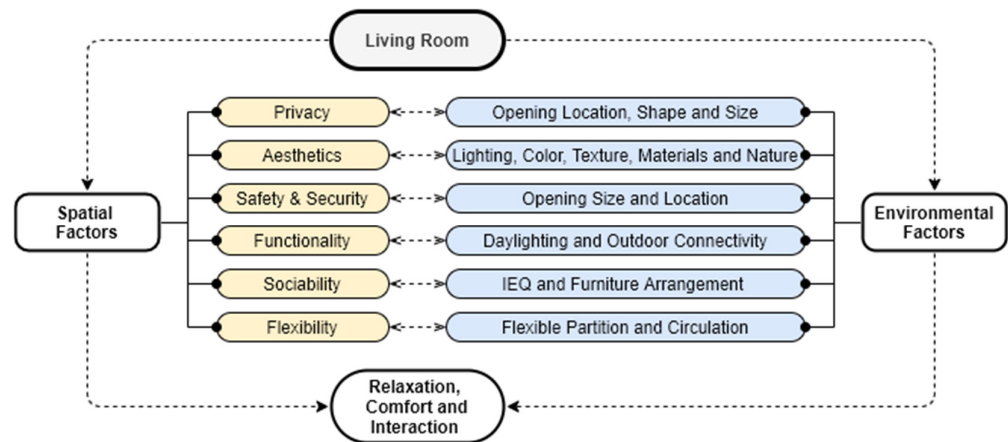 Living Room
Privacy
Opening Location, Shape and Size
Aesthetics
Lighting, Color, Texture, Materials and Nature
Safety & Security
Opening Size and Location
Spatial
Factors
Environmental
Factors
Functionality
Daylighting and Outdoor Connectivity
Sociability
IEQ and Furniture Arrangement
Flexibility
Flexible Partition and Circulation
Relaxation,
Comfort and
Interaction